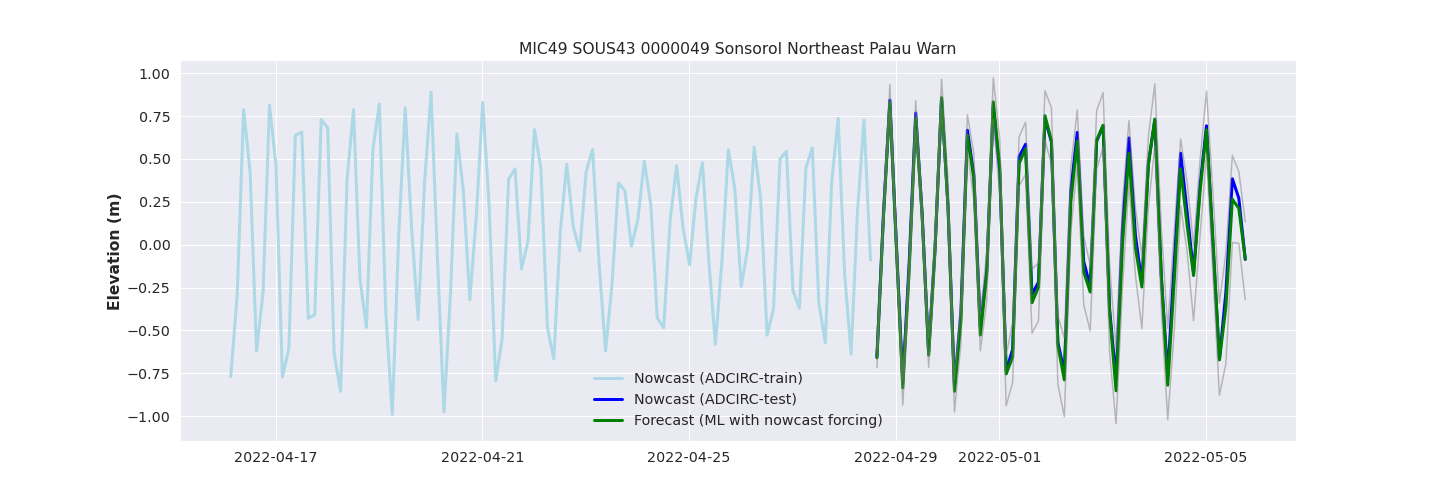 MIC49 SOUS43 0000049 Sonsorol Northeast Palau Warn
Elevation (m)
1.00
0.75
0.50
0.25
0.00
−0.25
−0.50
−0.75
−1.00
Nowcast (ADCIRC-train)
Nowcast (ADCIRC-test)
Forecast (ML with nowcast forcing)
2022-04-17 2022-04-21 2022-04-25 2022-04-29 2022-05-01 2022-05-05